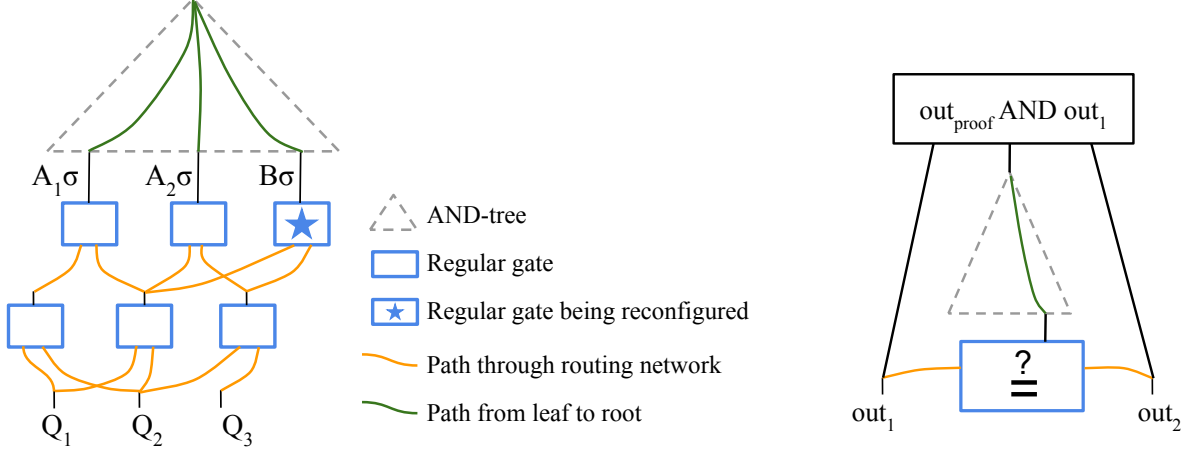 A₁σ A₂σ Bσ
Q₁ Q₂ Q₃
AND-tree
Regular gate
Regular gate being reconfigured
Path through routing network
Path from leaf to root
out_proof AND out₁
?
=
out₁ out₂